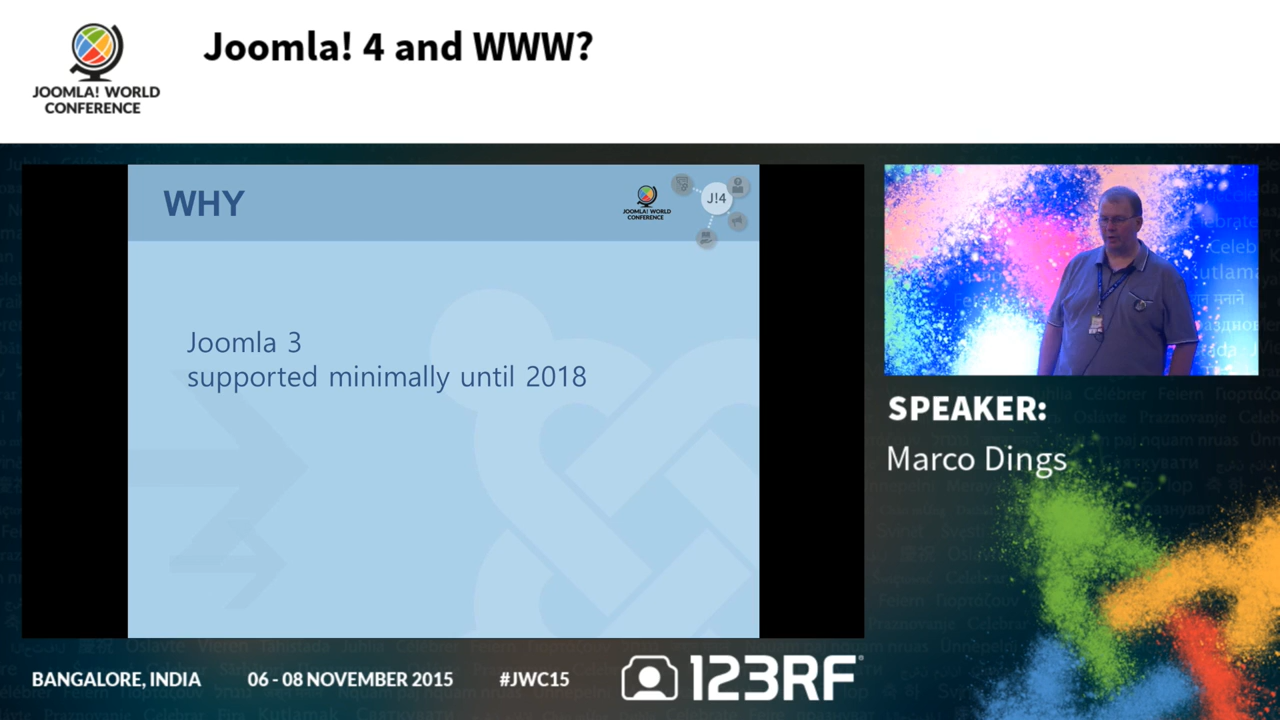 Joomla! 4 and WWW?
JOOMLA! WORLD
CONFERENCE
WHY
JOOMLA! WORLD
CONFERENCE
J!4
Joomla 3
supported minimally until 2018
SPEAKER:
Marco Dings
BANGALORE, INDIA
06 - 08 NOVEMBER 2015
#JWC15
123RF